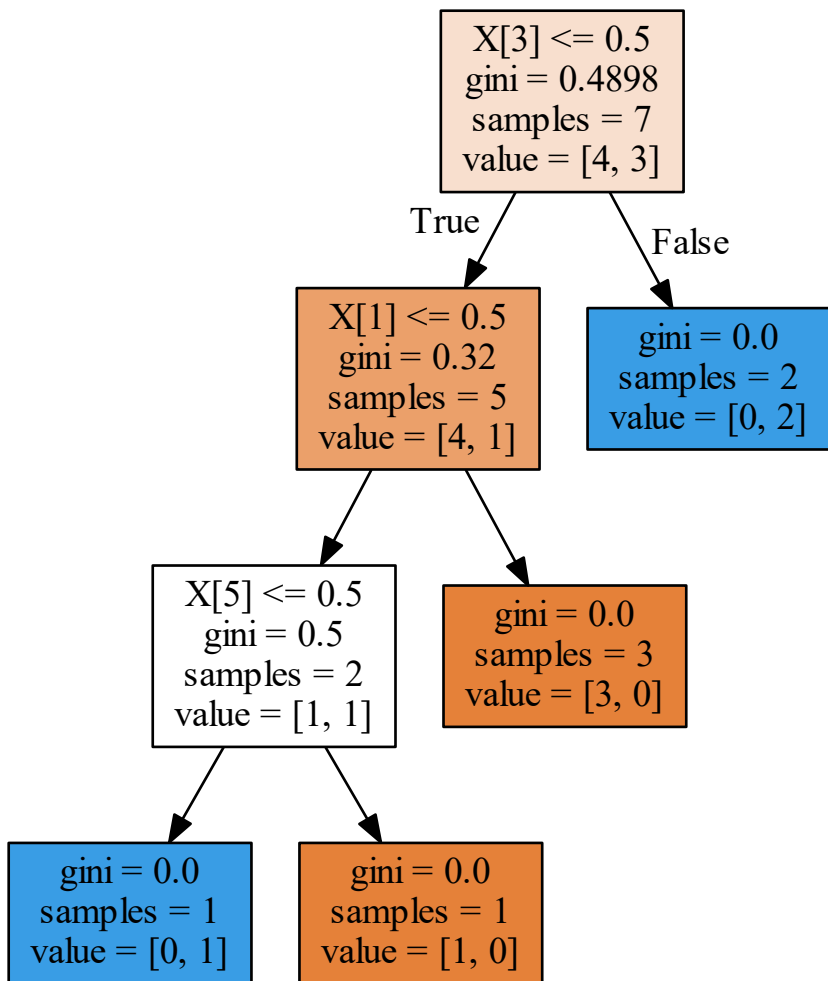 X[3] <= 0.5
gini = 0.4898
samples = 7
value = [4, 3]
True
False
X[1] <= 0.5
gini = 0.32
samples = 5
value = [4, 1]
gini = 0.0
samples = 2
value = [0, 2]
X[5] <= 0.5
gini = 0.5
samples = 2
value = [1, 1]
gini = 0.0
samples = 3
value = [3, 0]
gini = 0.0
samples = 1
value = [0, 1]
gini = 0.0
samples = 1
value = [1, 0]